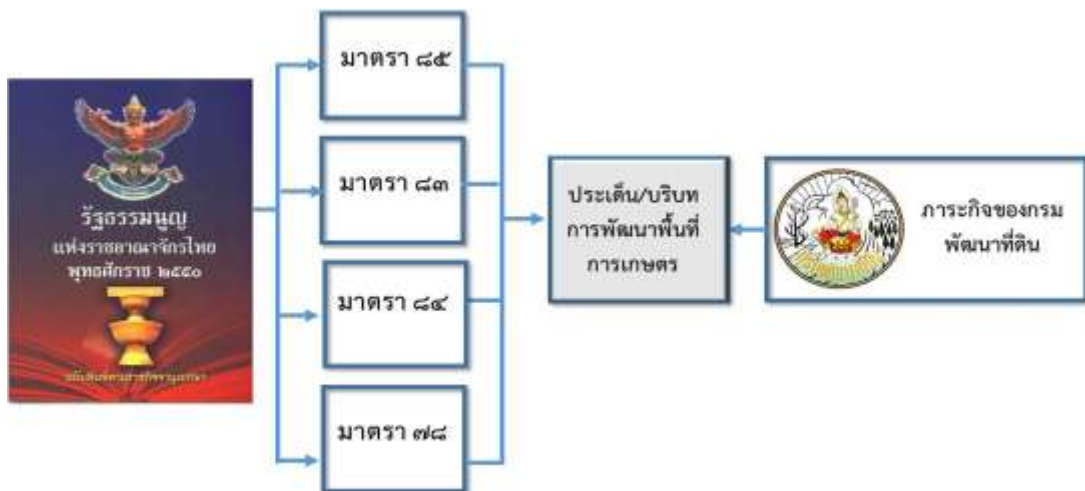 มาตรา ๘๕
รัฐธรรมนูญ
แห่งราชอาณาจักรไทย
พุทธศักราช ๒๕๕๐
มาตรา ๘๓
มาตรา ๘๔
มาตรา ๗๘
ประเด็น/บริบท
การพัฒนาพื้นที่
การเกษตร
ภาระกิจของกรม
พัฒนาที่ดิน